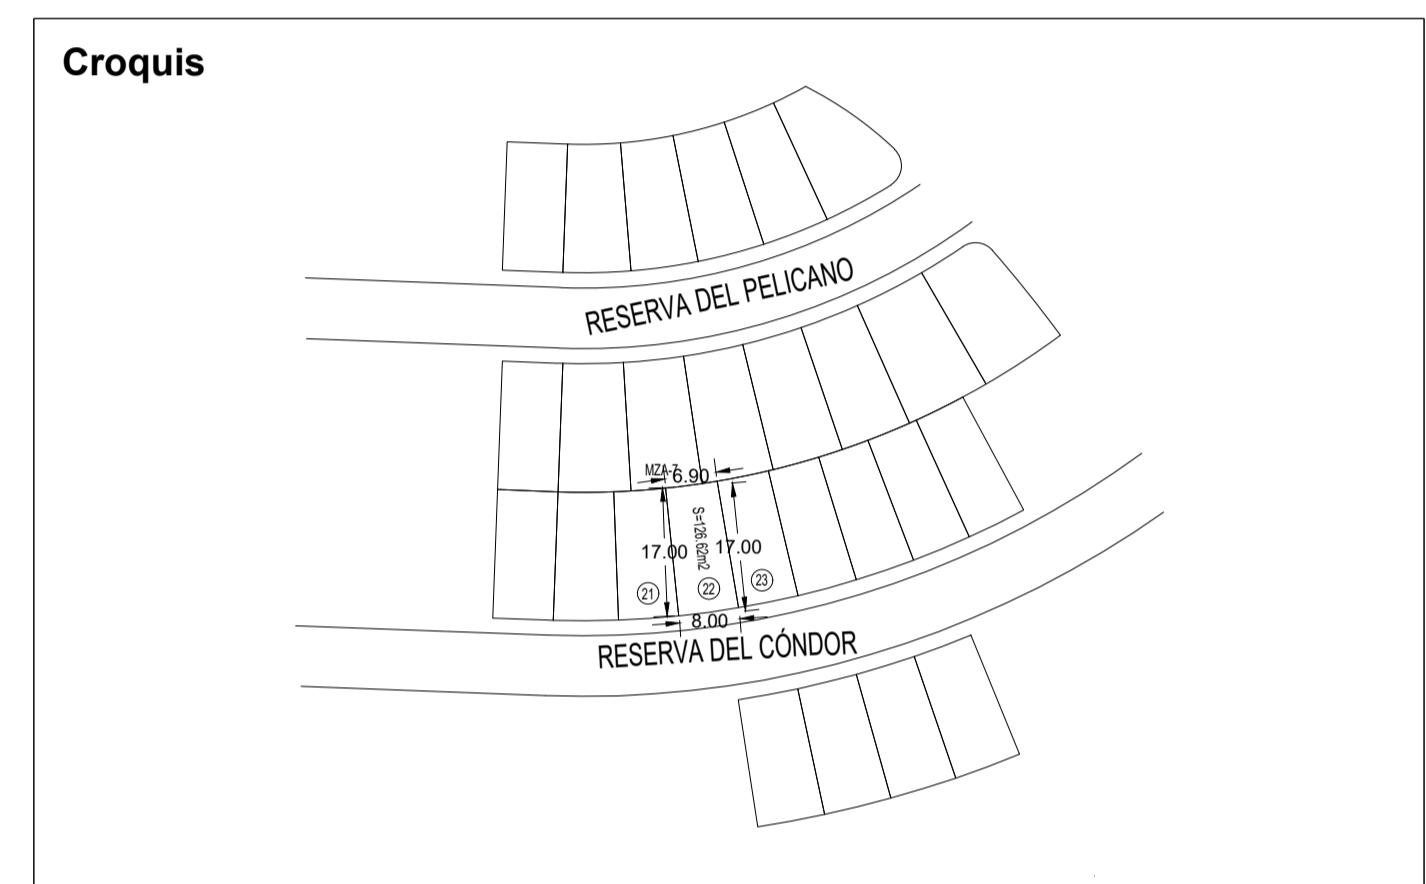 Croquis
RESERVA DEL PELICANO
MZA-7
6.90
17.00
S=126.62m2
17.00
21
22
23
8.00
RESERVA DEL CÓNDOR